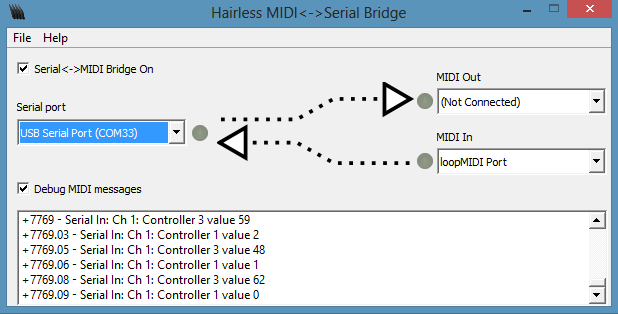 Hairless MIDI<->Serial Bridge
File Help
Serial<->MIDI Bridge On
MIDI Out
(Not Connected)
Serial port
USB Serial Port (COM33)
MIDI In
loopMIDI Port
Debug MIDI messages
+7769 - Serial In: Ch 1: Controller 3 value 59
+7769.03 - Serial In: Ch 1: Controller 1 value 2
+7769.05 - Serial In: Ch 1: Controller 3 value 48
+7769.06 - Serial In: Ch 1: Controller 1 value 1
+7769.08 - Serial In: Ch 1: Controller 3 value 62
+7769.09 - Serial In: Ch 1: Controller 1 value 0